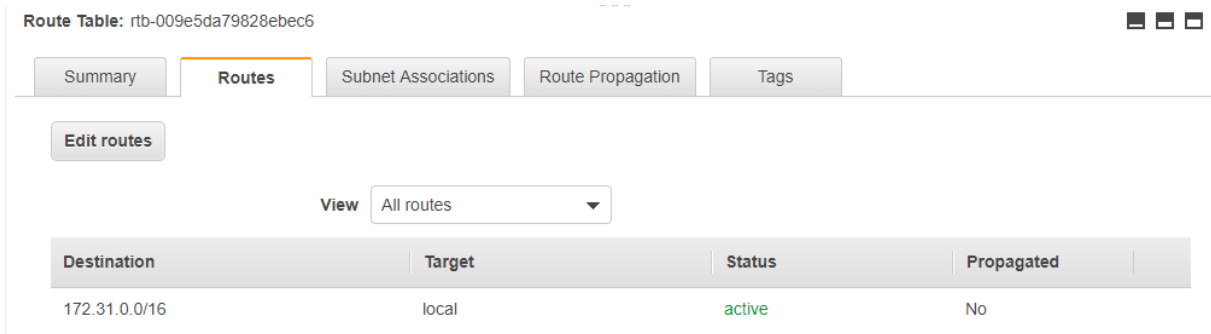 Route Table: rtb-009e5da79828ebec6
Summary Routes Subnet Associations Route Propagation Tags
Edit routes
View All routes
Destination Target Status Propagated
172.31.0.0/16 local active No